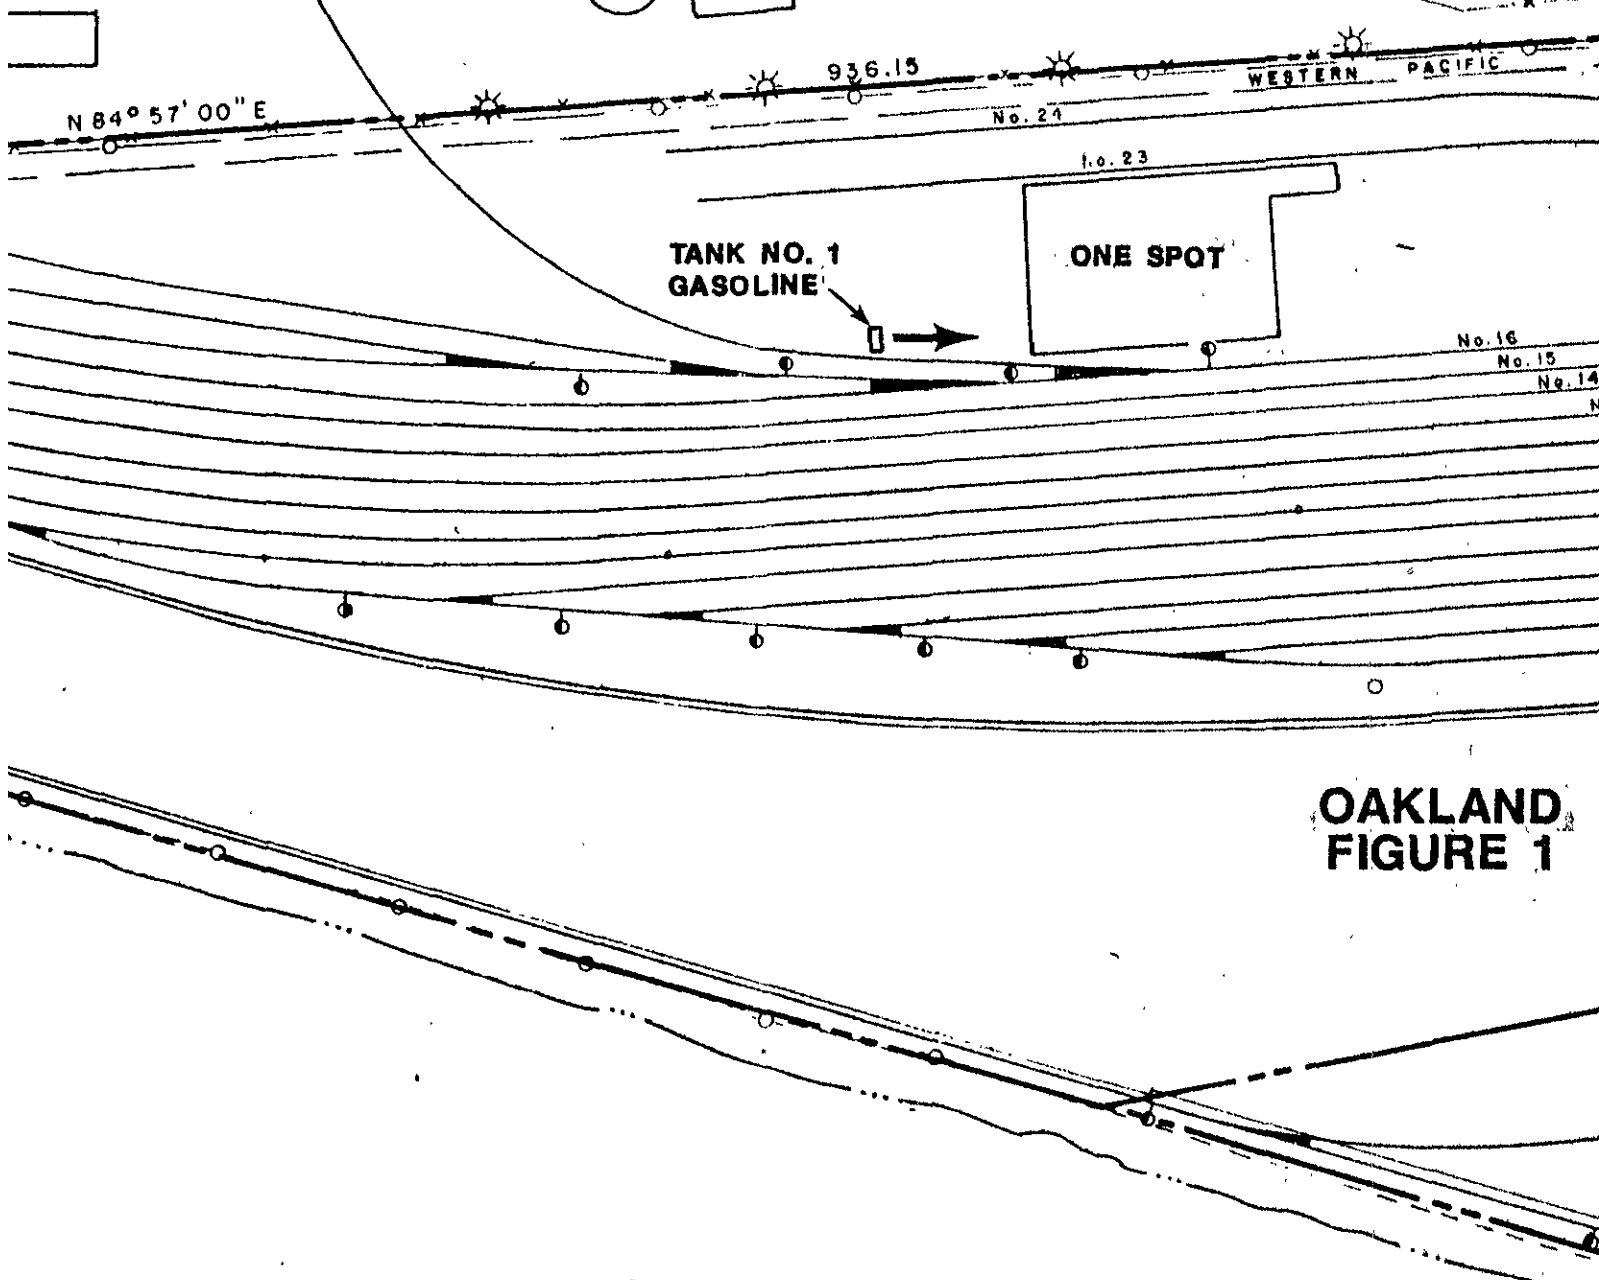 936.15
N 84° 57' 00" E
WESTERN PACIFIC
No. 24
No. 23
TANK NO. 1
GASOLINE
ONE SPOT
No. 16
No. 15
No. 14
OAKLAND
FIGURE 1